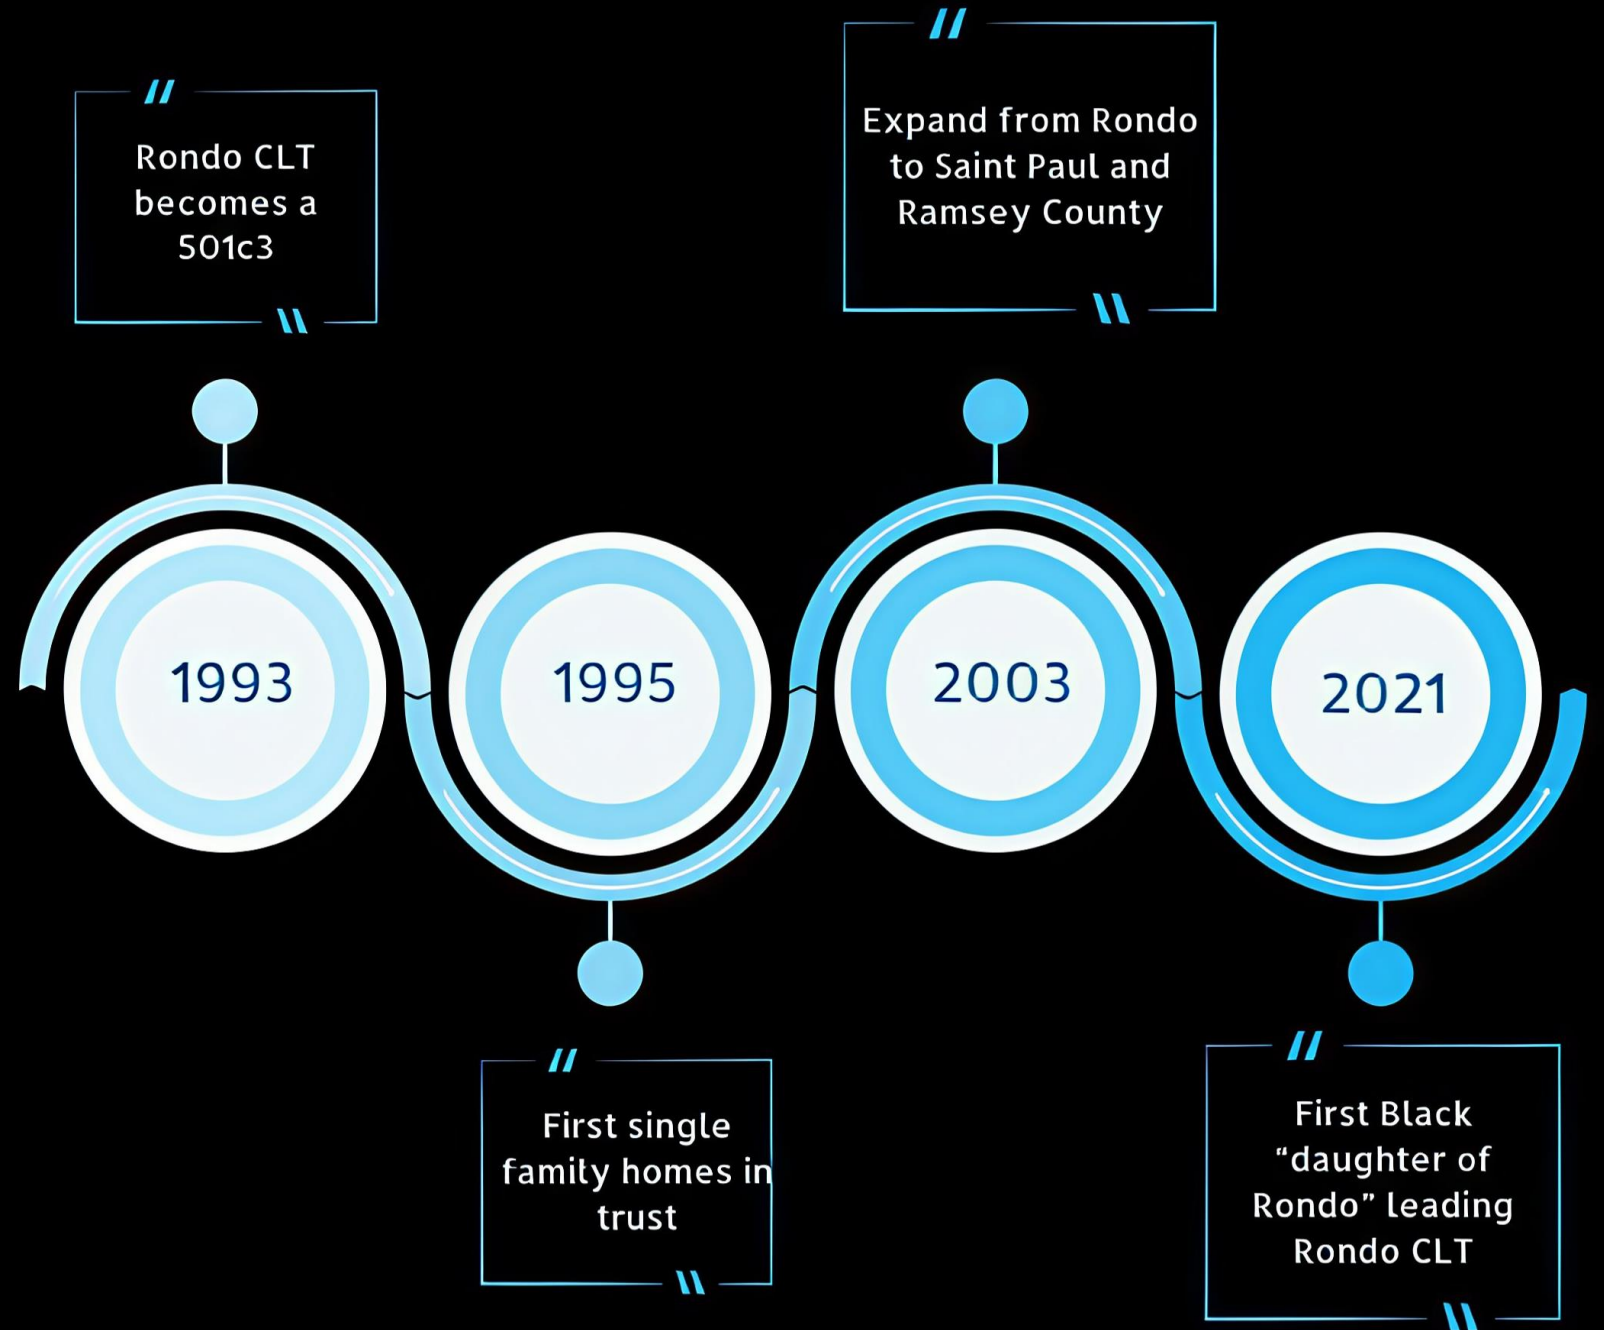 Rondo CLT
becomes a
501c3
Expand from Rondo
to Saint Paul and
Ramsey County
1993
1995
2003
2021
First single
family homes in
trust
First Black
“daughter of
Rondo” leading
Rondo CLT